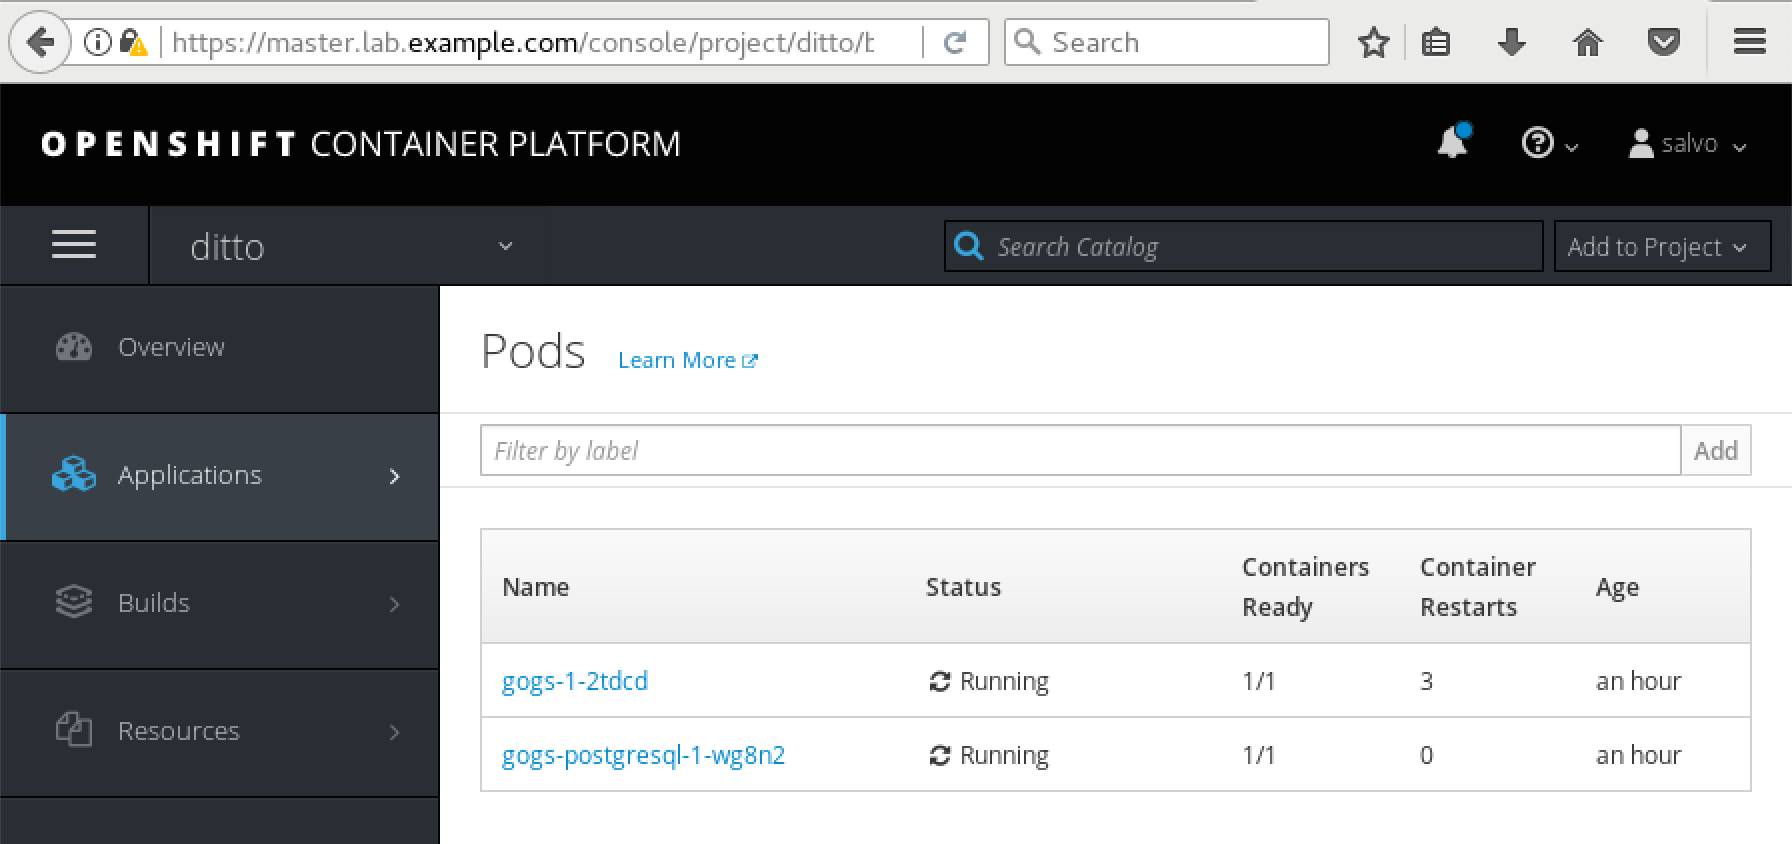 https://master.lab.example.com/console/project/ditto/b
Search
OPENSHIFT CONTAINER PLATFORM
salvo
ditto
Search Catalog
Add to Project
Overview
Applications
Builds
Resources
Pods Learn More
Filter by label
Add
Name Status Containers Ready Container Restarts Age
gogs-1-2tdcd Running 1/1 3 an hour
gogs-postgresql-1-wg8n2 Running 1/1 0 an hour